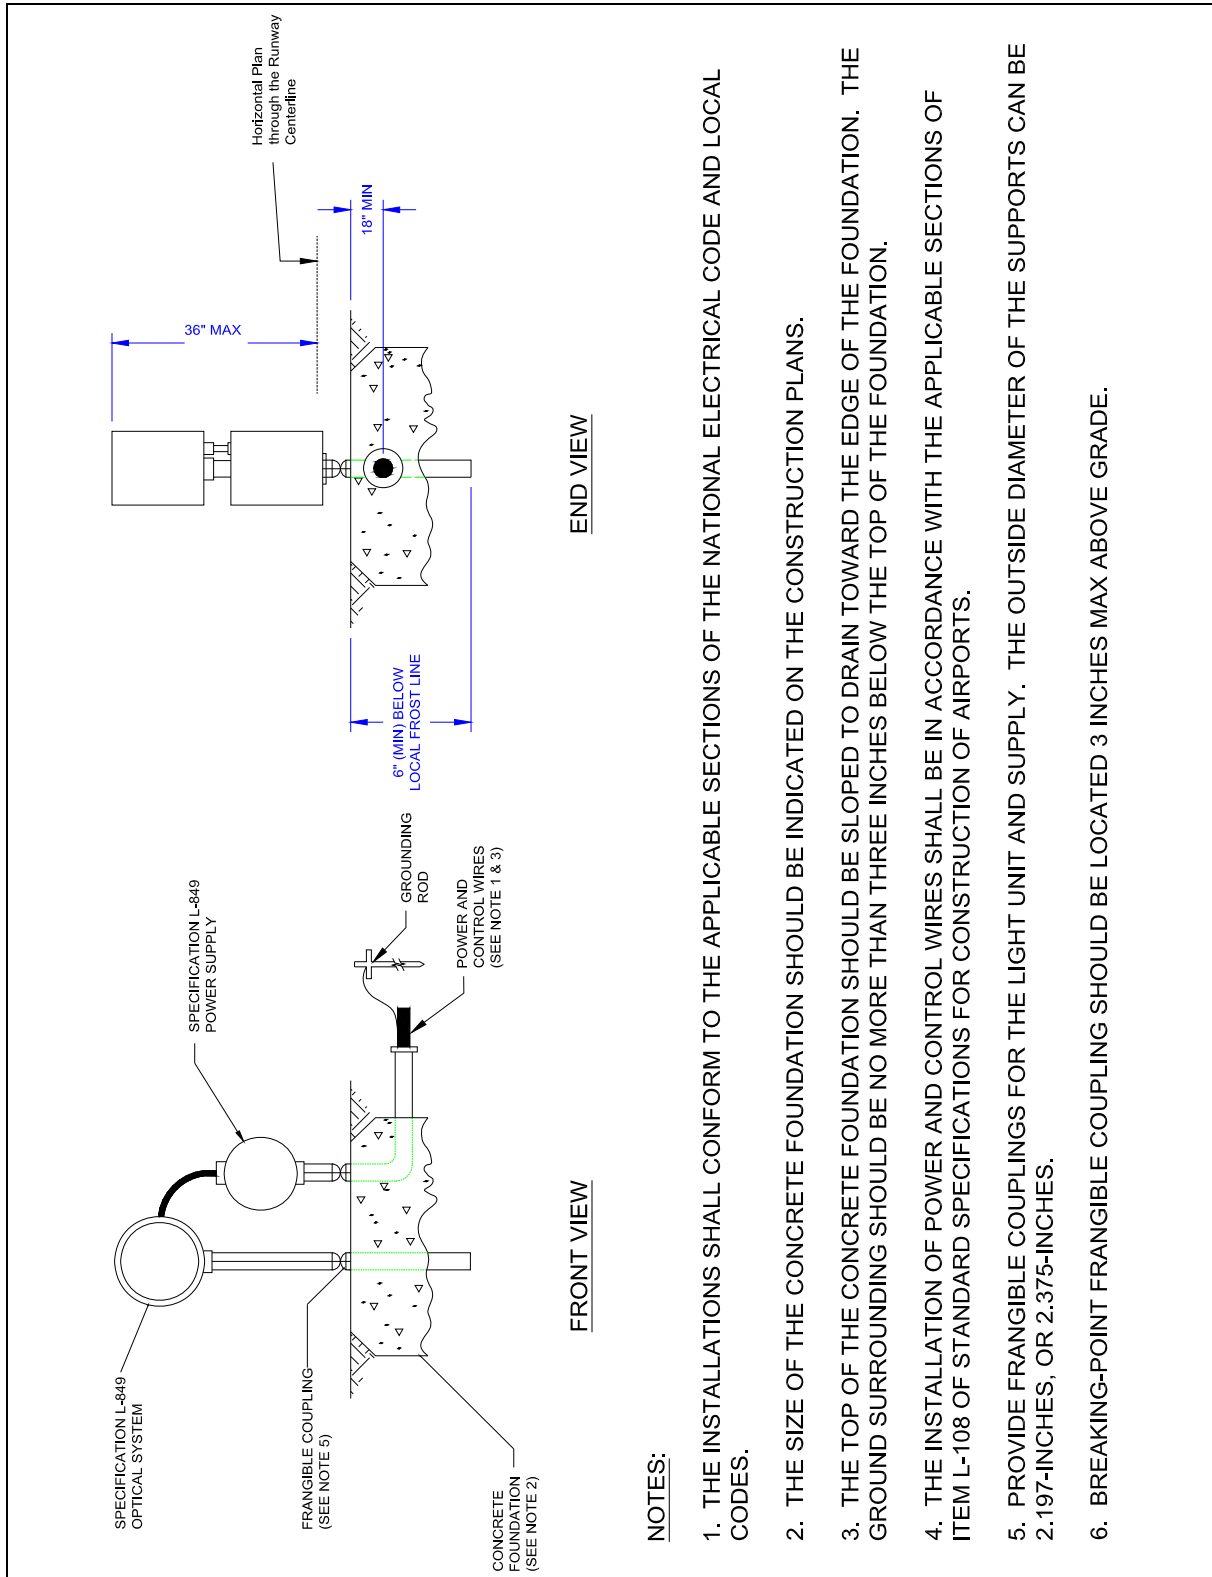 SPECIFICATION L-849
OPTICAL SYSTEM
SPECIFICATION L-849
POWER SUPPLY
FRANGIBLE COUPLING
(SEE NOTE 5)
CONCRETE
FOUNDATION
(SEE NOTE 2)
GROUNDING
ROD
POWER AND
CONTROL WIRES
(SEE NOTE 1 & 3)
FRONT VIEW
36" MAX
Horizontal Plan
through the Runway
Centerline
18" MIN
6" (MIN) BELOW
LOCAL FROST LINE
END VIEW
NOTES:
1. THE INSTALLATIONS SHALL CONFORM TO THE APPLICABLE SECTIONS OF THE NATIONAL ELECTRICAL CODE AND LOCAL
CODES.
2. THE SIZE OF THE CONCRETE FOUNDATION SHOULD BE INDICATED ON THE CONSTRUCTION PLANS.
3. THE TOP OF THE CONCRETE FOUNDATION SHOULD BE SLOPED TO DRAIN TOWARD THE EDGE OF THE FOUNDATION. THE
GROUND SURROUNDING SHOULD BE NO MORE THAN THREE INCHES BELOW THE TOP OF THE FOUNDATION.
4. THE INSTALLATION OF POWER AND CONTROL WIRES SHALL BE IN ACCORDANCE WITH THE APPLICABLE SECTIONS OF
ITEM L-108 OF STANDARD SPECIFICATIONS FOR CONSTRUCTION OF AIRPORTS.
5. PROVIDE FRANGIBLE COUPLINGS FOR THE LIGHT UNIT AND SUPPLY. THE OUTSIDE DIAMETER OF THE SUPPORTS CAN BE
2.197-INCHES, OR 2.375-INCHES.
6. BREAKING-POINT FRANGIBLE COUPLING SHOULD BE LOCATED 3 INCHES MAX ABOVE GRADE.